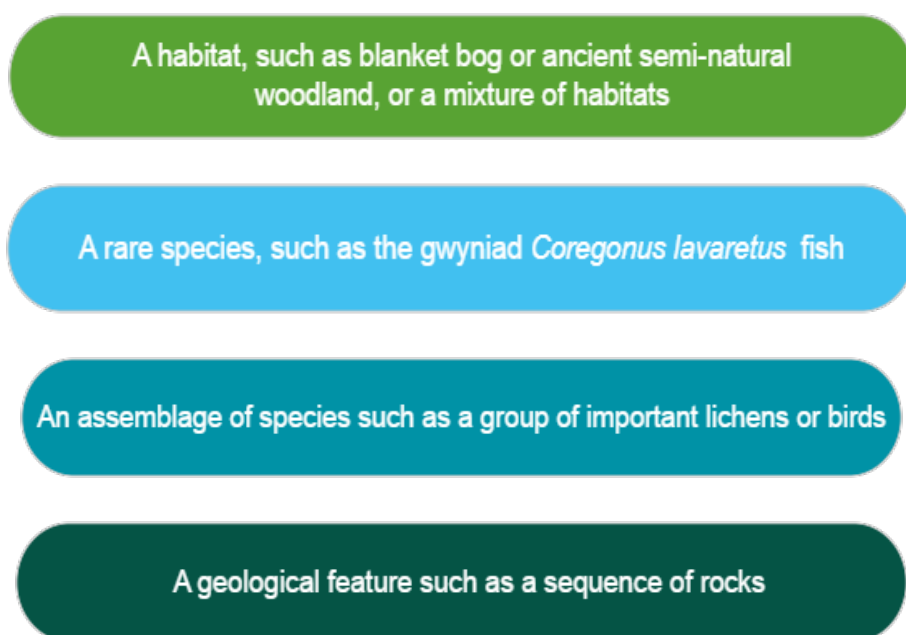 A habitat, such as blanket bog or ancient semi-natural
woodland, or a mixture of habitats
A rare species, such as the gwyniad Coregonus lavaretus fish
An assemblage of species such as a group of important lichens or birds
A geological feature such as a sequence of rocks